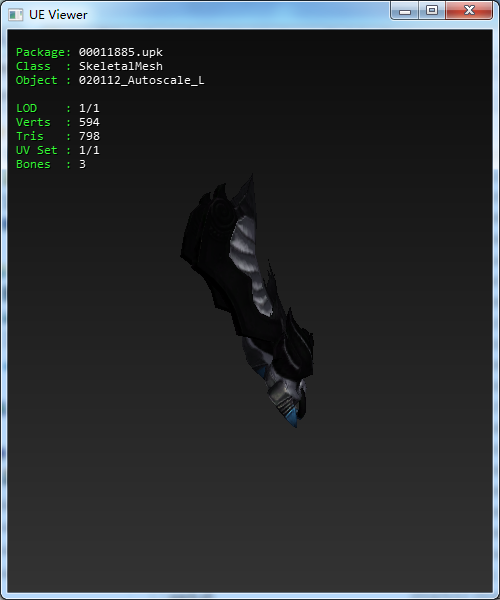 UE Viewer
Package: 00011885.upk
Class : SkeletalMesh
Object : 020112_Autoscale_L
LOD : 1/1
Verts : 594
Tris : 798
UV Set : 1/1
Bones : 3